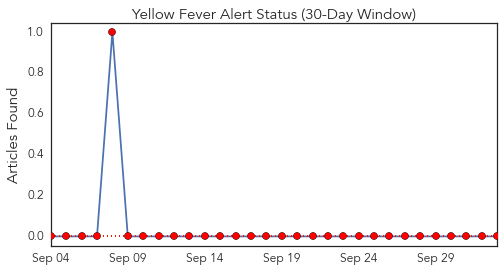 Yellow Fever Alert Status (30-Day Window)
Articles Found
1.0
0.8
0.6
0.4
0.2
0.0
Sep 04 Sep 09 Sep 14 Sep 19 Sep 24 Sep 29